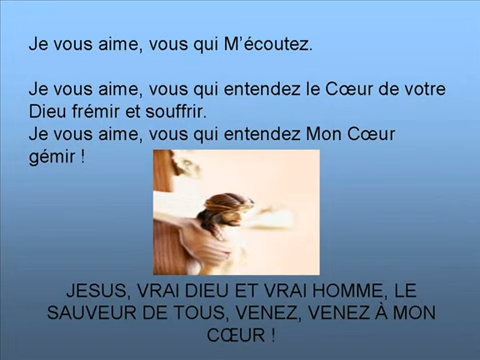 Je vous aime, vous qui M’écoutez.
Je vous aime, vous qui entendez le Cœur de votre
Dieu frémir et souffrir.
Je vous aime, vous qui entendez Mon Cœur
gémir !
JESUS, VRAI DIEU ET VRAI HOMME, LE
SAUVEUR DE TOUS, VENEZ, VENEZ À MON
CŒUR !